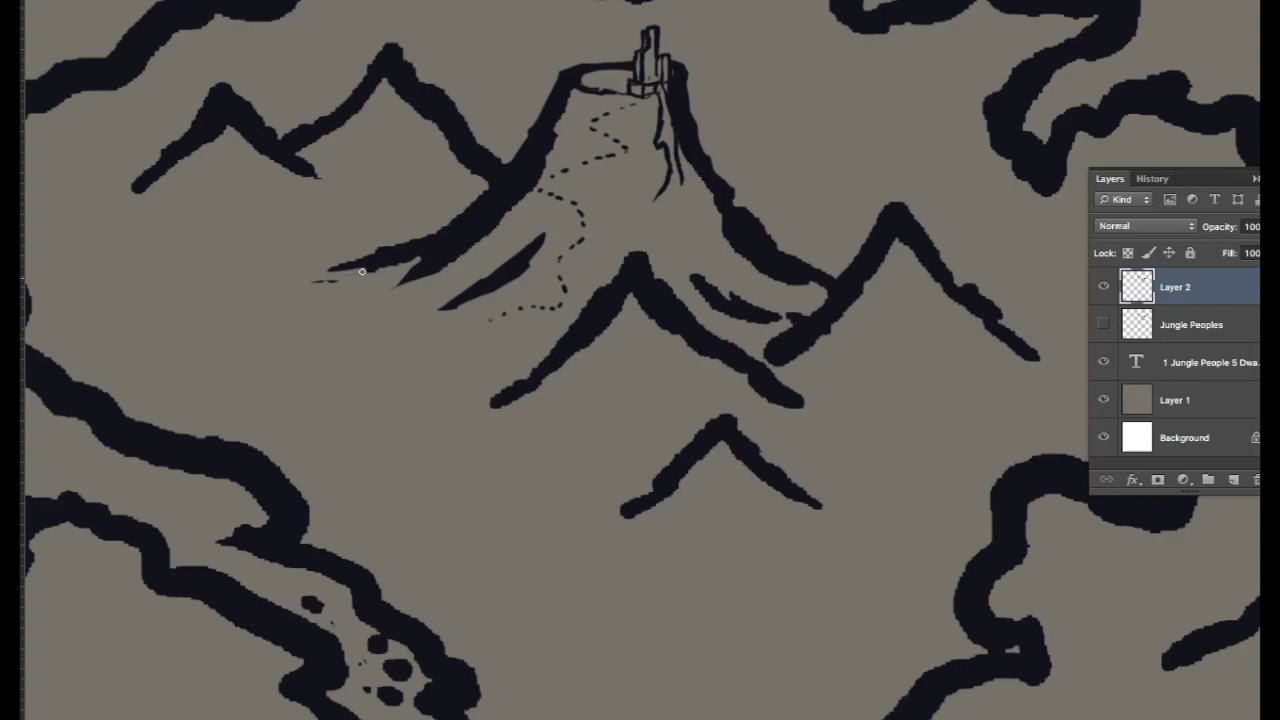 Layers History
Kind
Normal Opacity: 100
Lock: Fill: 100
Layer 2
Jungle Peoples
T 1 Jungle People 5 Dwa...
Layer 1
Background
fx